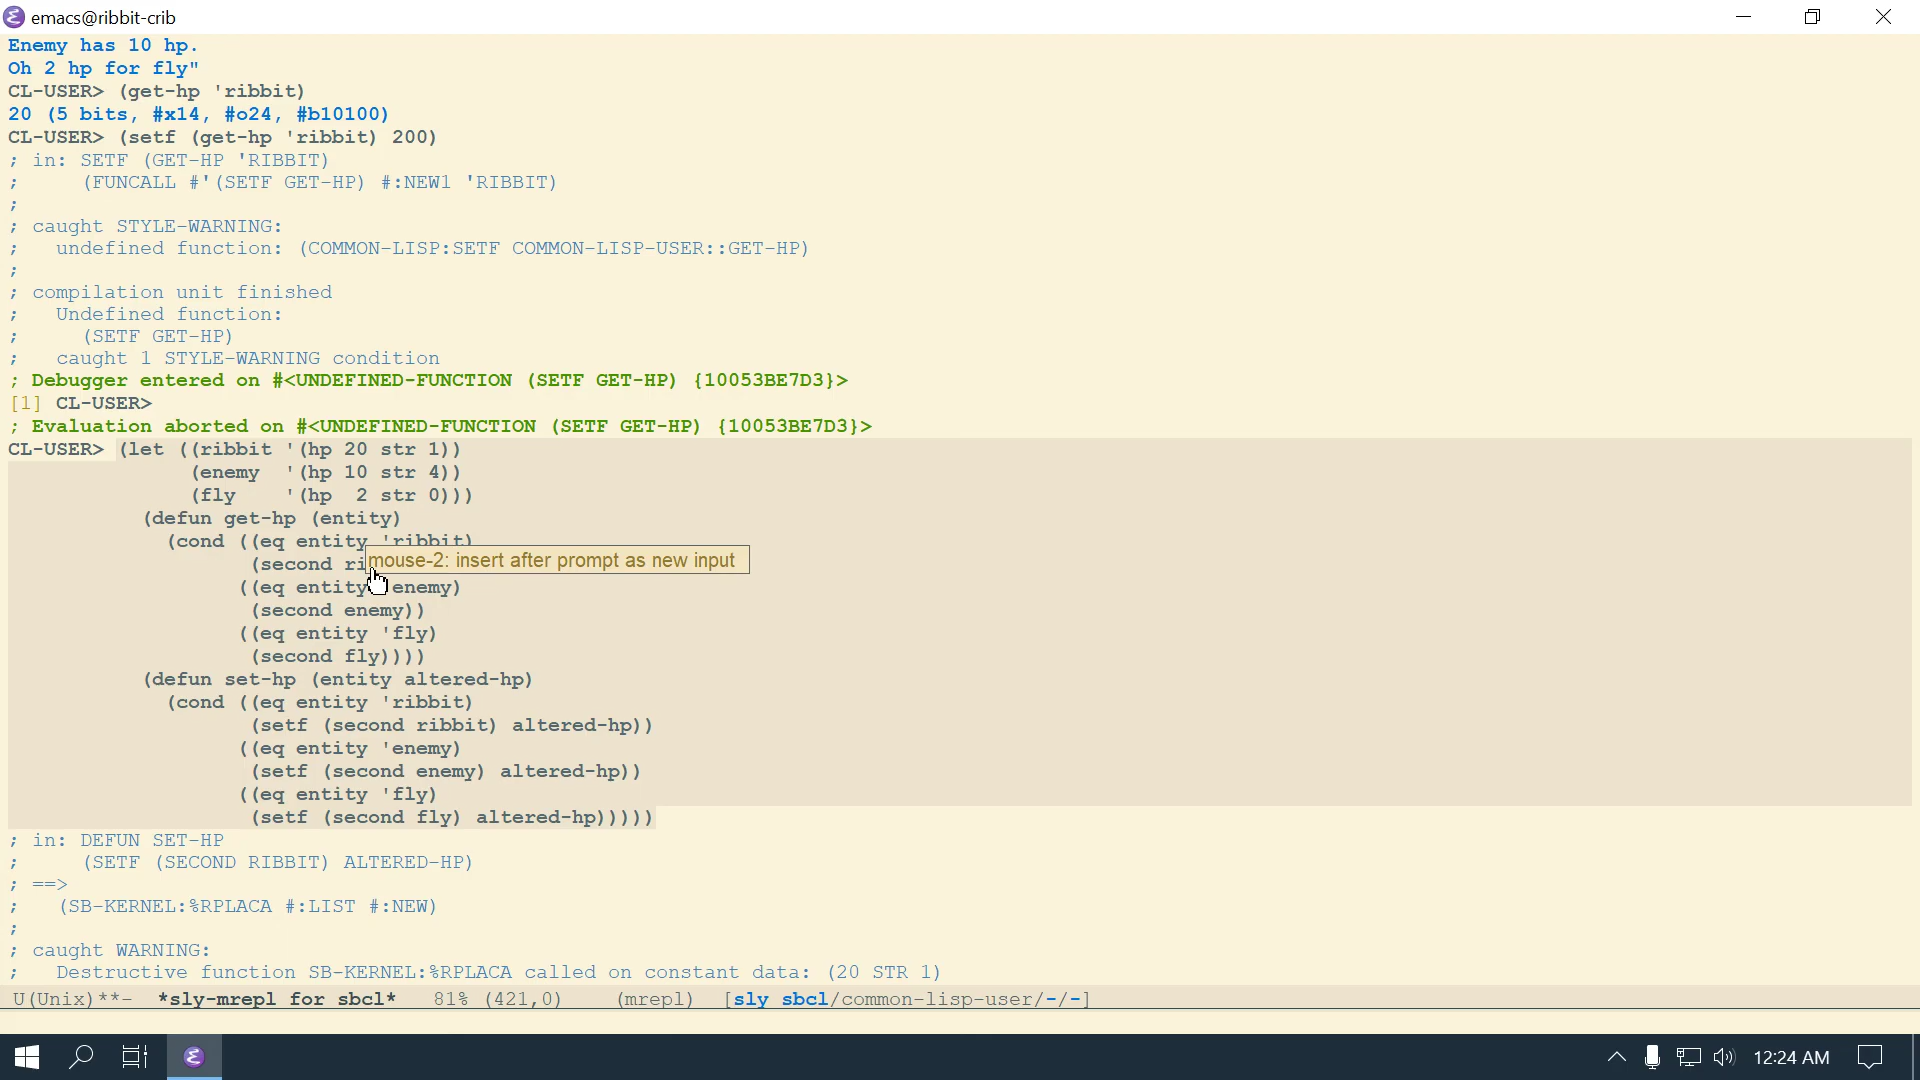 emacs@ribbit-crib
Enemy has 10 hp.
Oh 2 hp for fly"
CL-USER> (get-hp 'ribbit)
20 (5 bits, #x14, #o24, #b10100)
CL-USER> (setf (get-hp 'ribbit) 200)
; in: SETF (GET-HP 'RIBBIT)
;     (FUNCALL #'(SETF GET-HP) #:NEW1 'RIBBIT)
;
; caught STYLE-WARNING:
;   undefined function: (COMMON-LISP:SETF COMMON-LISP-USER::GET-HP)
;
; compilation unit finished
;   Undefined function:
;     (SETF GET-HP)
;   caught 1 STYLE-WARNING condition
; Debugger entered on #<UNDEFINED-FUNCTION (SETF GET-HP) {10053BE7D3}>
[1] CL-USER>
; Evaluation aborted on #<UNDEFINED-FUNCTION (SETF GET-HP) {10053BE7D3}>
CL-USER> (let ((ribbit '(hp 20 str 1))
(enemy  '(hp 10 str 4))
(fly    '(hp  2 str 0)))
(defun get-hp (entity)
(cond ((eq entity 'ribbit)
(second ri
mouse-2: insert after prompt as new input
((eq entity enemy)
(second enemy))
((eq entity 'fly)
(second fly))))
(defun set-hp (entity altered-hp)
(cond ((eq entity 'ribbit)
(setf (second ribbit) altered-hp))
((eq entity 'enemy)
(setf (second enemy) altered-hp))
((eq entity 'fly)
(setf (second fly) altered-hp)))))
; in: DEFUN SET-HP
;     (SETF (SECOND RIBBIT) ALTERED-HP)
; ==>
;   (SB-KERNEL:%RPLACA #:LIST #:NEW)
;
; caught WARNING:
;   Destructive function SB-KERNEL:%RPLACA called on constant data: (20 STR 1)
U(Unix)**-  *sly-mrepl for sbcl*   81% (421,0)    (mrepl)  [sly sbcl/common-lisp-user/-/-]
12:24 AM